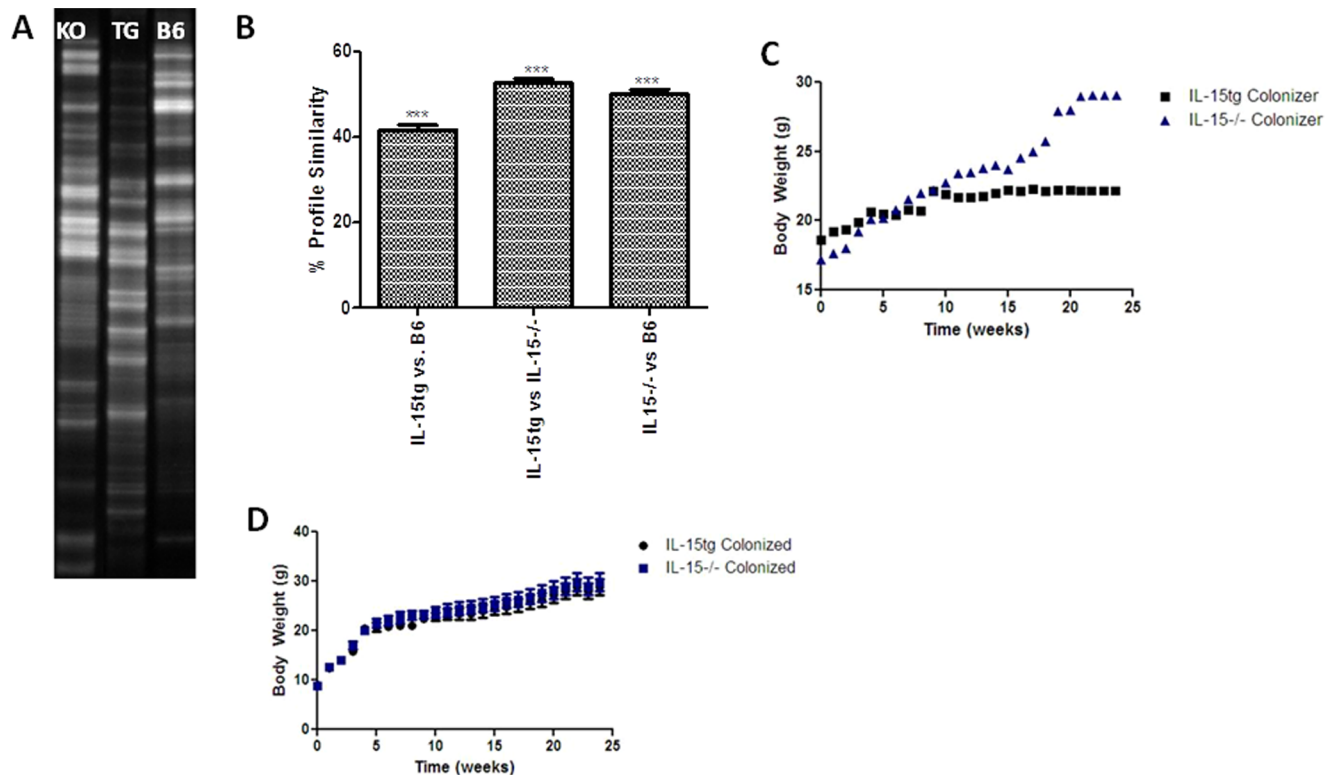 A
KO TG B6
B
% Profile Similarity
60
40
20
0
***
***
***
IL-15tg vs. B6
IL-15tg vs IL-15-/-
IL15-/- vs B6
C
Body Weight (g)
30
25
20
15
0 5 10 15 20 25
Time (weeks)
IL-15tg Colonizer
IL-15-/- Colonizer
D
Body Weight (g)
40
30
20
10
0
0 5 10 15 20 25
Time (weeks)
IL-15tg Colonized
IL-15-/- Colonized